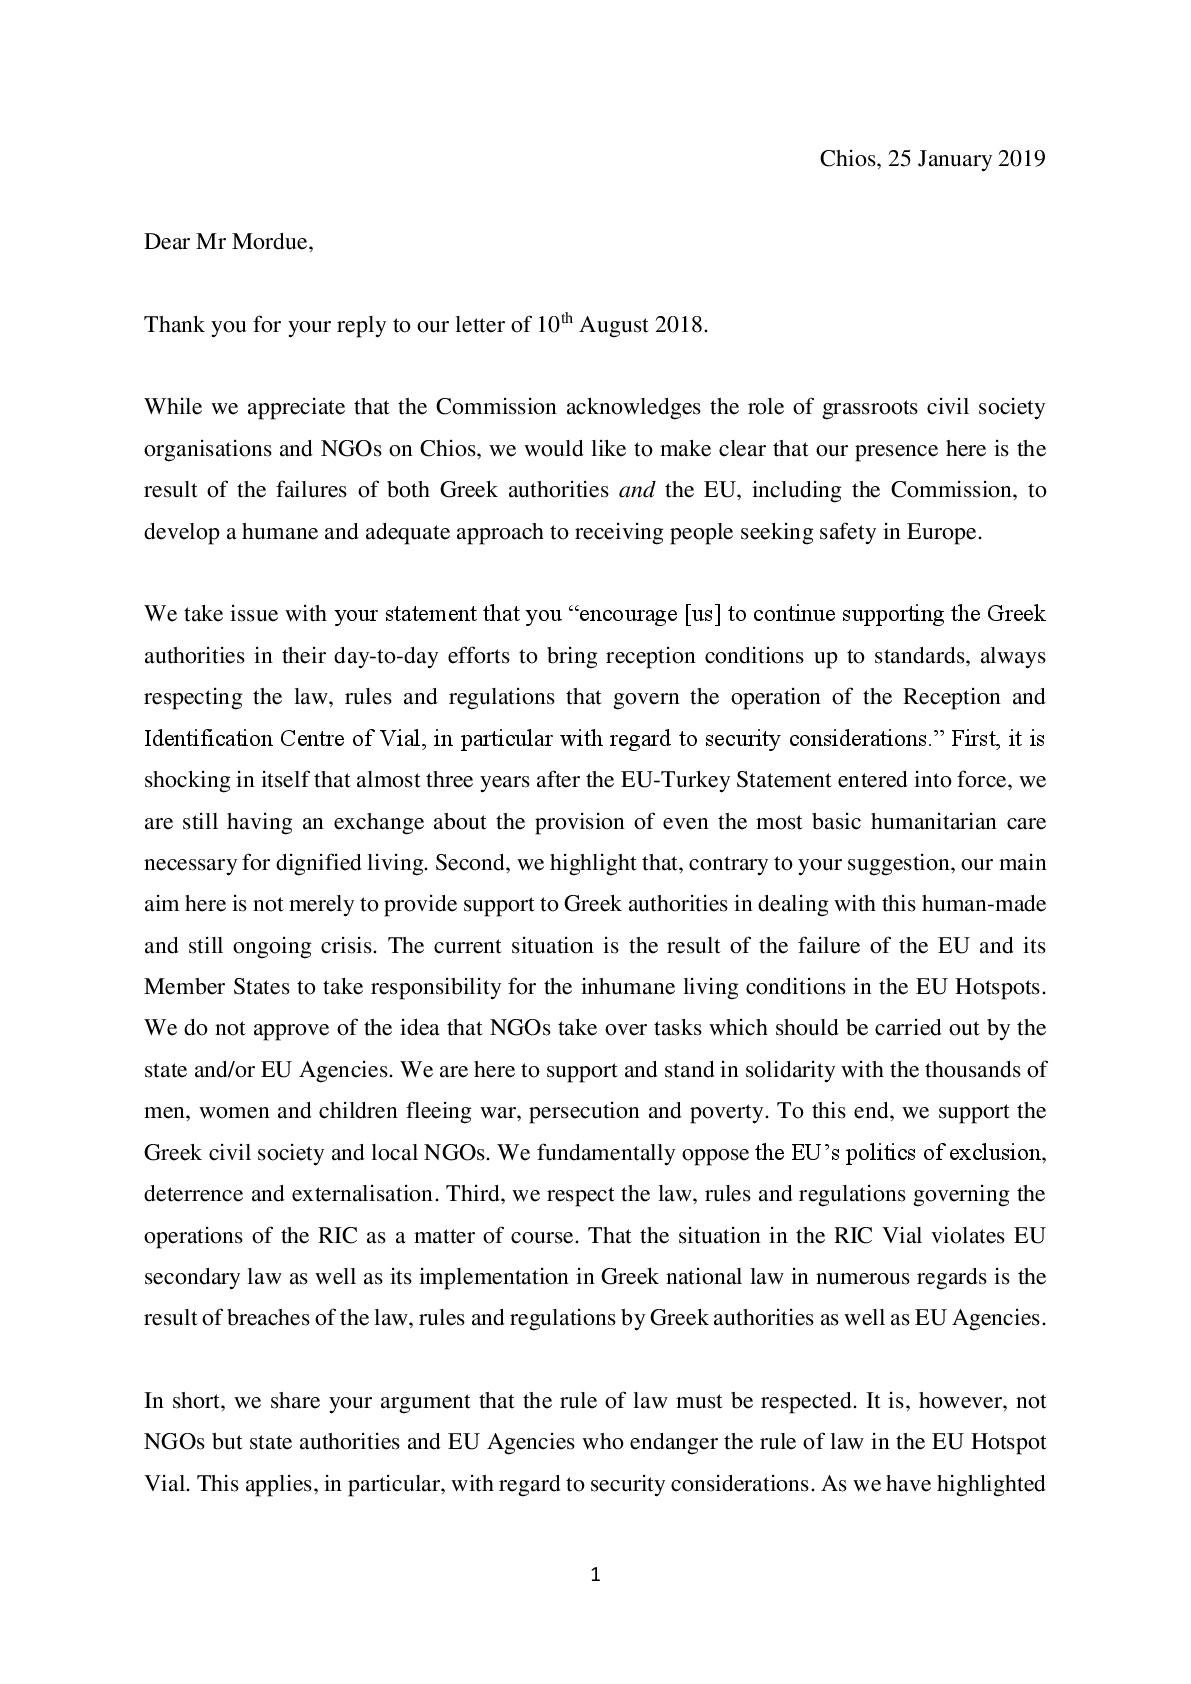 Chios, 25 January 2019
Dear Mr Mordue,
Thank you for your reply to our letter of 10th August 2018.
While we appreciate that the Commission acknowledges the role of grassroots civil society
organisations and NGOs on Chios, we would like to make clear that our presence here is the
result of the failures of both Greek authorities and the EU, including the Commission, to
develop a humane and adequate approach to receiving people seeking safety in Europe.
We take issue with your statement that you “encourage [us] to continue supporting the Greek
authorities in their day-to-day efforts to bring reception conditions up to standards, always
respecting the law, rules and regulations that govern the operation of the Reception and
Identification Centre of Vial, in particular with regard to security considerations.” First, it is
shocking in itself that almost three years after the EU-Turkey Statement entered into force, we
are still having an exchange about the provision of even the most basic humanitarian care
necessary for dignified living. Second, we highlight that, contrary to your suggestion, our main
aim here is not merely to provide support to Greek authorities in dealing with this human-made
and still ongoing crisis. The current situation is the result of the failure of the EU and its
Member States to take responsibility for the inhumane living conditions in the EU Hotspots.
We do not approve of the idea that NGOs take over tasks which should be carried out by the
state and/or EU Agencies. We are here to support and stand in solidarity with the thousands of
men, women and children fleeing war, persecution and poverty. To this end, we support the
Greek civil society and local NGOs. We fundamentally oppose the EU’s politics of exclusion,
deterrence and externalisation. Third, we respect the law, rules and regulations governing the
operations of the RIC as a matter of course. That the situation in the RIC Vial violates EU
secondary law as well as its implementation in Greek national law in numerous regards is the
result of breaches of the law, rules and regulations by Greek authorities as well as EU Agencies.
In short, we share your argument that the rule of law must be respected. It is, however, not
NGOs but state authorities and EU Agencies who endanger the rule of law in the EU Hotspot
Vial. This applies, in particular, with regard to security considerations. As we have highlighted
1